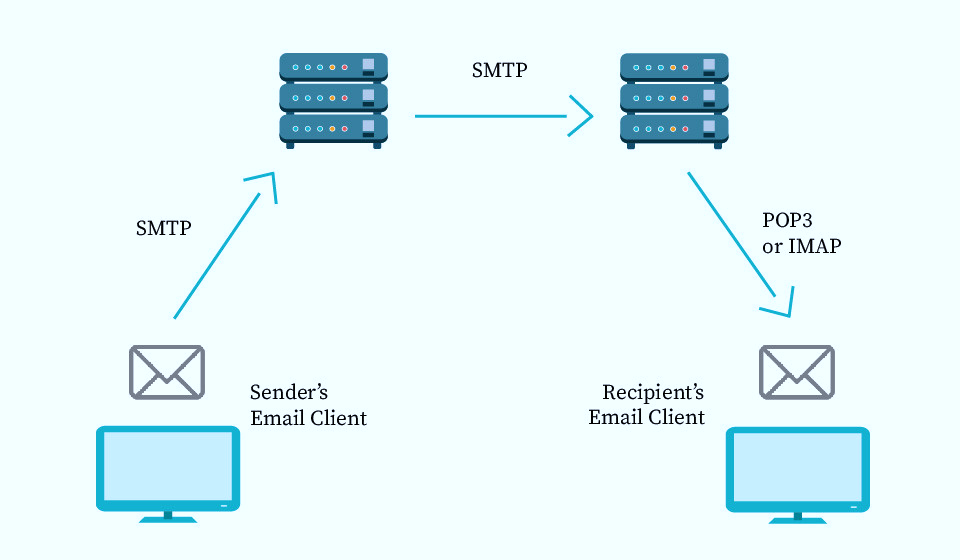 SMTP
SMTP
POP3
or IMAP
Sender’s
Email Client
Recipient’s
Email Client